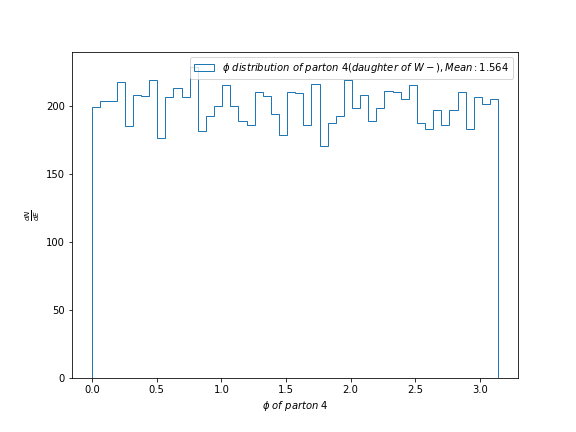 ϕ distribution of parton 4(daughter of W−), Mean: 1.564
200
150
100
50
0
dN
dE
0.0 0.5 1.0 1.5 2.0 2.5 3.0
ϕ of parton 4